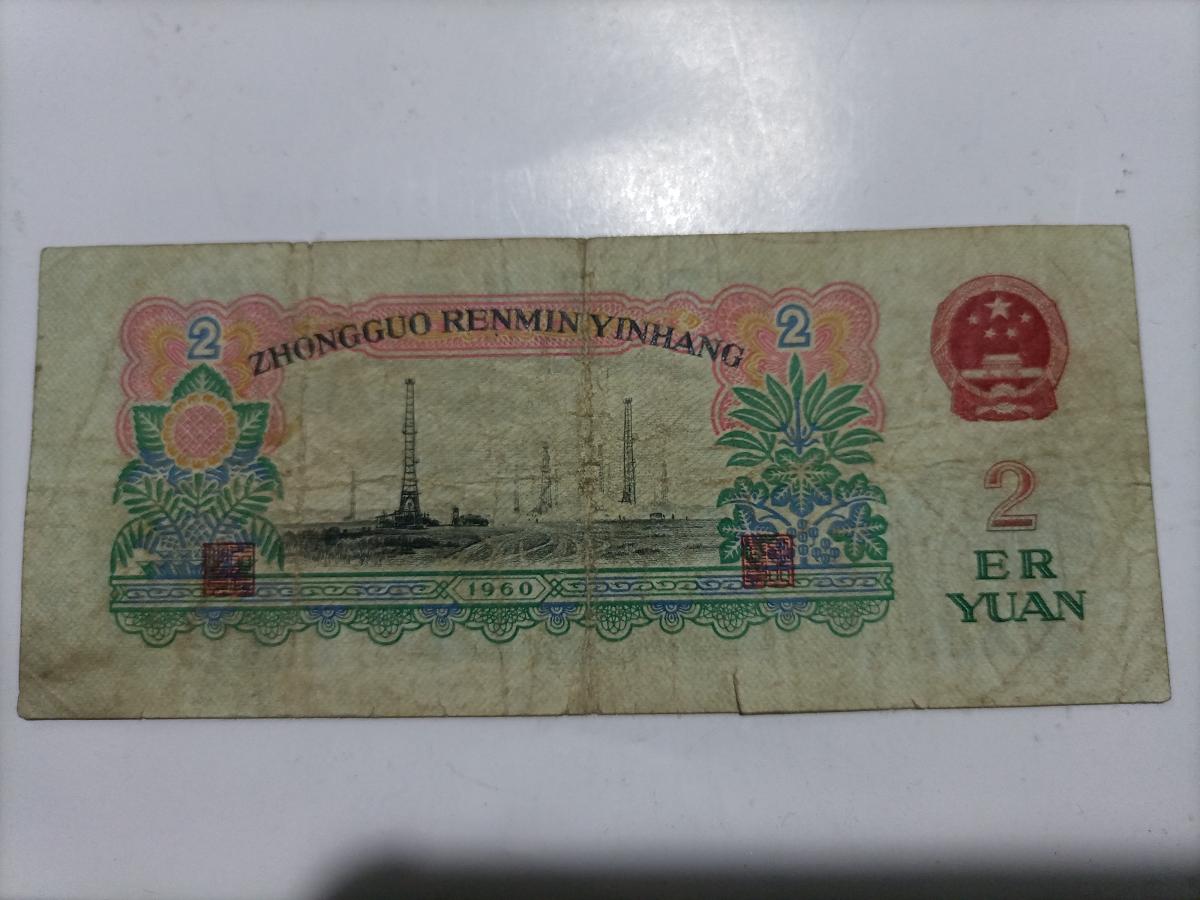 ZHONGGUO RENMIN YINHANG
2
2
1960
2
ER
YUAN